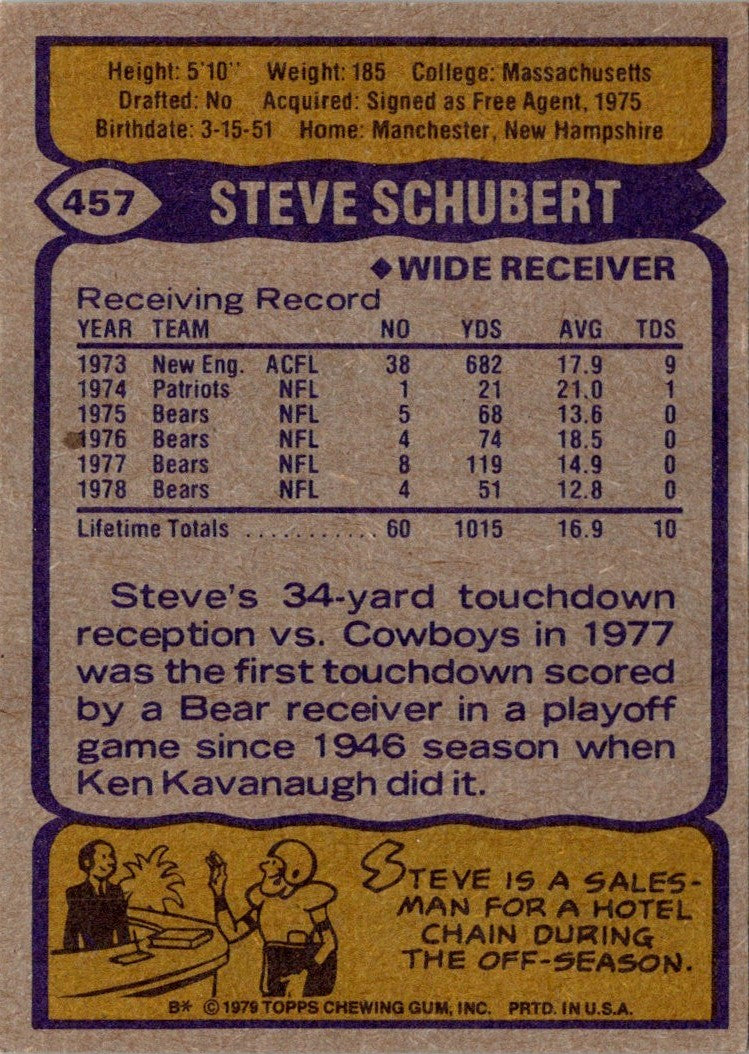 Height: 5'10" Weight: 185 College: Massachusetts
Drafted: No Acquired: Signed as Free Agent, 1975
Birthdate: 3-15-51 Home: Manchester, New Hampshire
457 STEVE SCHUBERT
◆WIDE RECEIVER
Receiving Record
YEAR TEAM NO YDS AVG TDS
1973 New Eng. ACFL 38 682 17.9 9
1974 Patriots NFL 1 21 21.0 1
1975 Bears NFL 5 68 13.6 0
1976 Bears NFL 4 74 18.5 0
1977 Bears NFL 8 119 14.9 0
1978 Bears NFL 4 51 12.8 0
Lifetime Totals ........... 60 1015 16.9 10
Steve's 34-yard touchdown
reception vs. Cowboys in 1977
was the first touchdown scored
by a Bear receiver in a playoff
game since 1946 season when
Ken Kavanaugh did it.
STEVE IS A SALES-
MAN FOR A HOTEL
CHAIN DURING
THE OFF-SEASON.
B* © 1979 TOPPS CHEWING GUM, INC. PRTD. IN U.S.A.